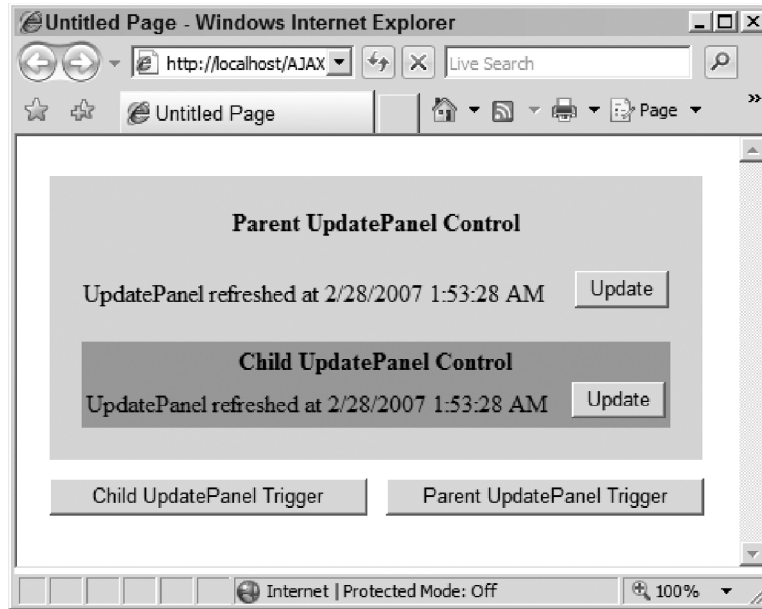 Untitled Page - Windows Internet Explorer
http://localhost/AJAX
Live Search
Untitled Page
Page
»
Parent UpdatePanel Control
UpdatePanel refreshed at 2/28/2007 1:53:28 AM
Update
Child UpdatePanel Control
UpdatePanel refreshed at 2/28/2007 1:53:28 AM
Update
Child UpdatePanel Trigger
Parent UpdatePanel Trigger
Internet | Protected Mode: Off
100%